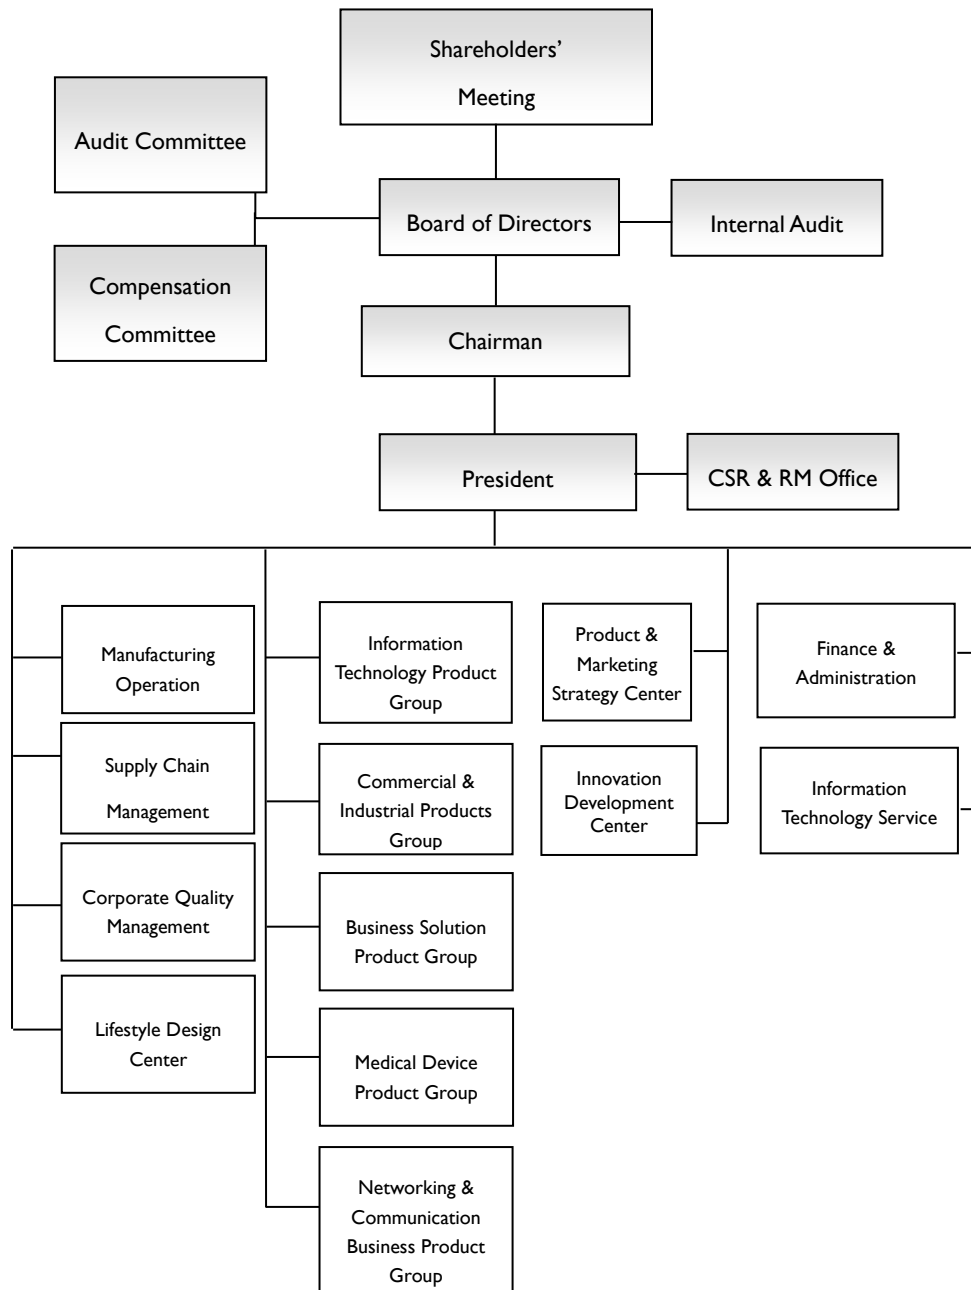 Shareholders’
Meeting
Audit Committee
Board of Directors
Internal Audit
Compensation
Committee
Chairman
President
CSR & RM Office
Manufacturing
Operation
Supply Chain
Management
Corporate Quality
Management
Lifestyle Design
Center
Information
Technology Product
Group
Commercial &
Industrial Products
Group
Business Solution
Product Group
Medical Device
Product Group
Networking &
Communication
Business Product
Group
Product &
Marketing
Strategy Center
Innovation
Development
Center
Finance &
Administration
Information
Technology Service